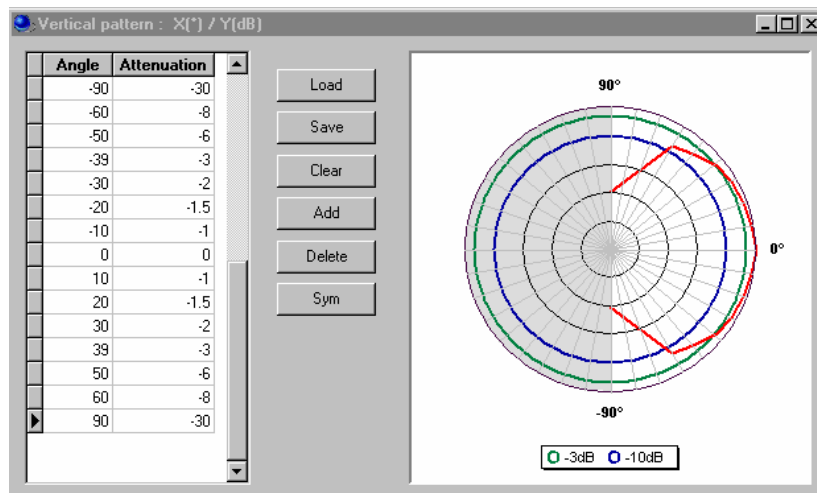 Vertical pattern : X(°) / Y(dB)
Angle Attenuation
-90 -30
-60 -8
-50 -6
-39 -3
-30 -2
-20 -1.5
-10 -1
0 0
10 -1
20 -1.5
30 -2
39 -3
50 -6
60 -8
90 -30
Load
Save
Clear
Add
Delete
Sym
90°
0°
-90°
-3dB -10dB